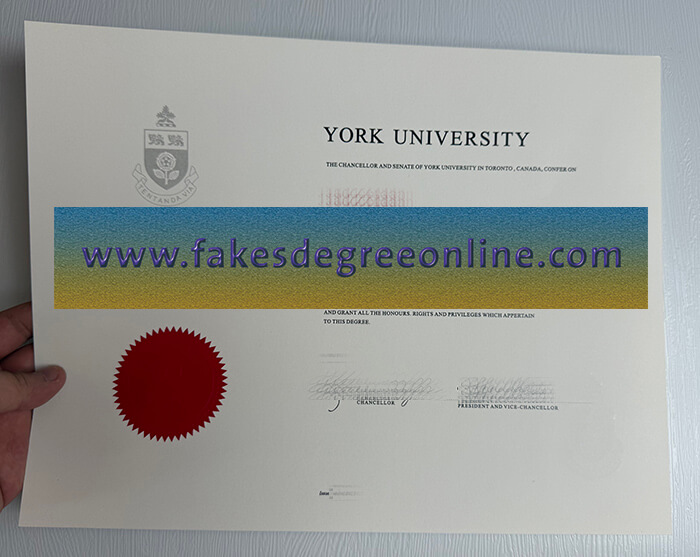 YORK UNIVERSITY
THE CHANCELLOR AND SENATE OF YORK UNIVERSITY IN TORONTO , CANADA, CONFER ON
TENTANDA VIA
www.fakesdegreeonline.com
AND GRANT ALL THE HONOURS. RIGHTS AND PRIVILEGES WHICH APPERTAIN
TO THIS DEGREE.
CHANCELLOR
PRESIDENT AND VICE-CHANCELLOR